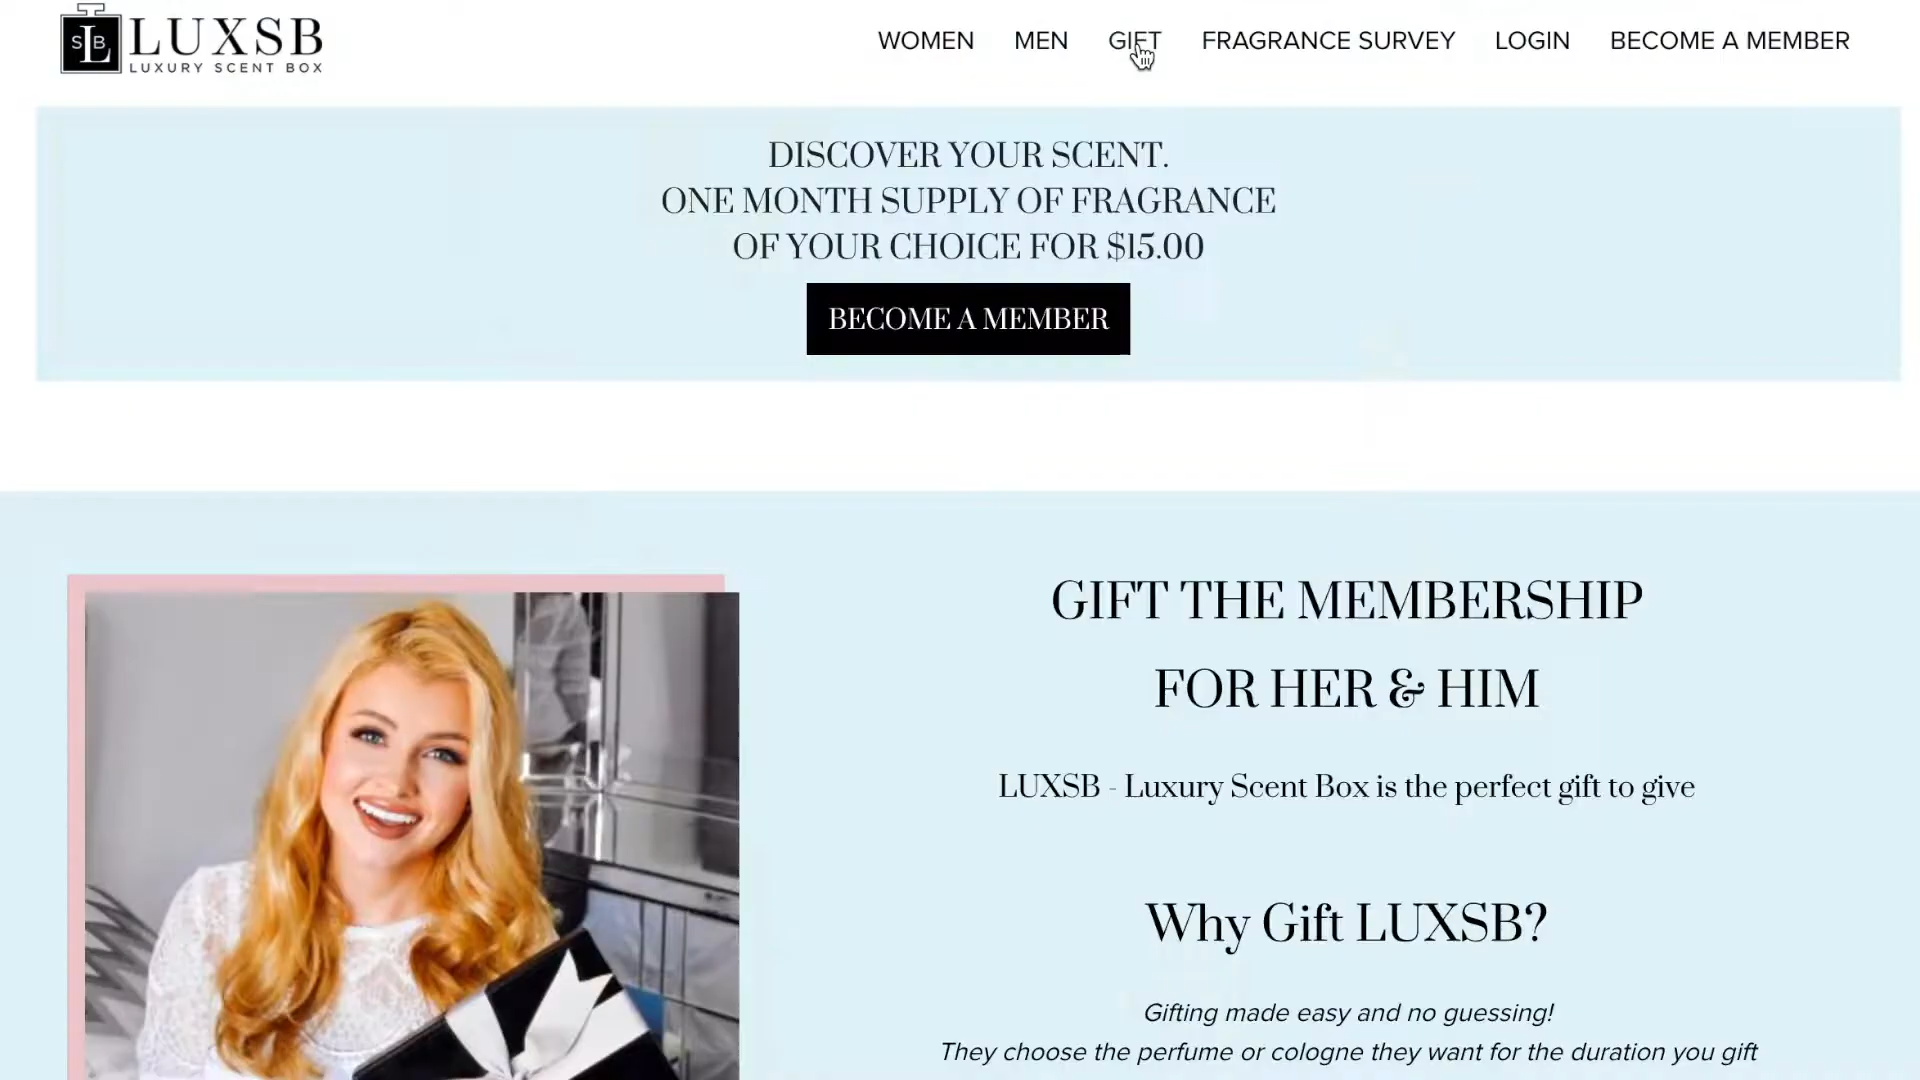 SB L LUXSB
LUXURY SCENT BOX
WOMEN MEN GIFT FRAGRANCE SURVEY LOGIN BECOME A MEMBER
DISCOVER YOUR SCENT.
ONE MONTH SUPPLY OF FRAGRANCE
OF YOUR CHOICE FOR $15.00
BECOME A MEMBER
GIFT THE MEMBERSHIP
FOR HER & HIM
LUXSB - Luxury Scent Box is the perfect gift to give
Why Gift LUXSB?
Gifting made easy and no guessing!
They choose the perfume or cologne they want for the duration you gift